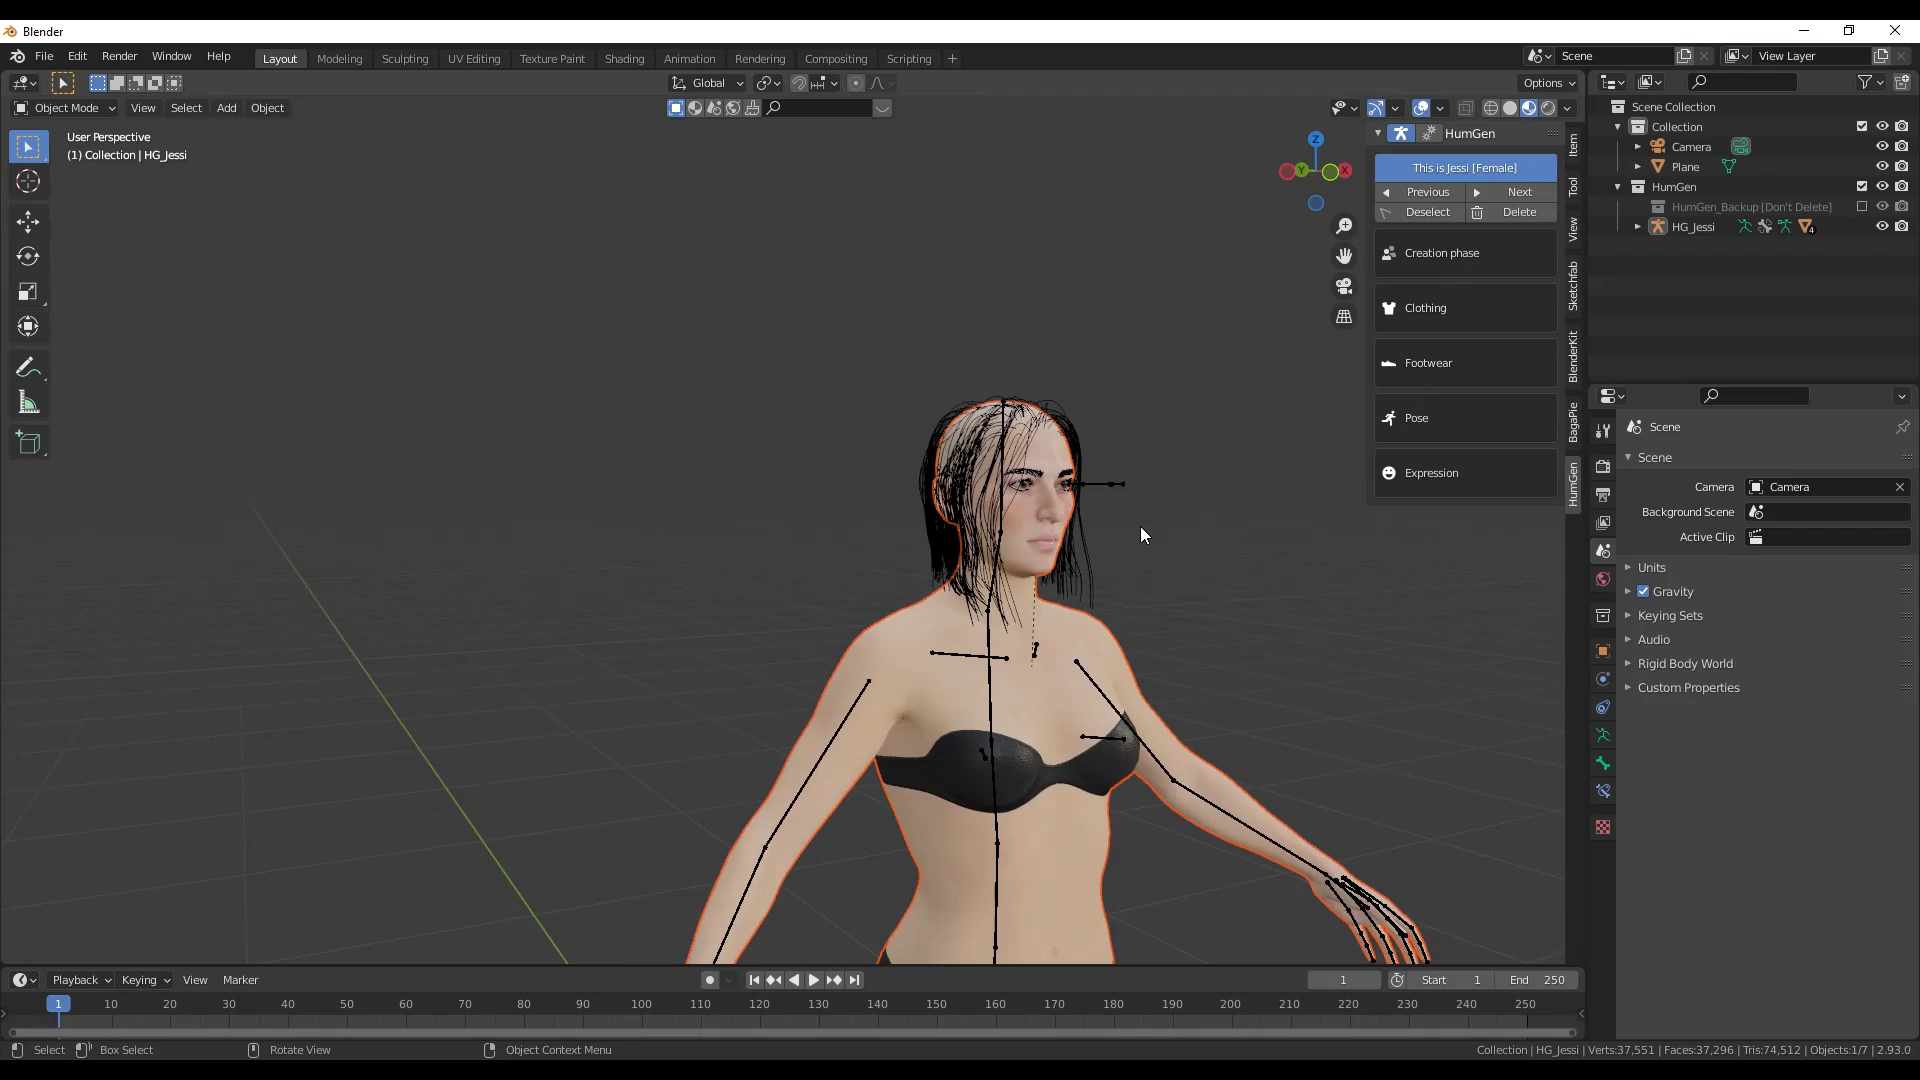 Blender
File Edit Render Window Help Layout Modeling Sculpting UV Editing Texture Paint Shading Animation Rendering Compositing Scripting + Scene View Layer
Global Options
Object Mode View Select Add Object
User Perspective
(1) Collection | HG_Jessi
Z
Y X
HumGen
This is Jessi [Female]
Previous Next
Deselect Delete
Creation phase
Clothing
Footwear
Pose
Expression
Item
Tool
View
Sketchfab
BlenderKit
BagaPie
HumGen
Scene Collection
Collection
Camera
Plane
HumGen
HumGen_Backup [Don't Delete]
HG_Jessi 4
Scene
Scene
Camera Camera
Background Scene
Active Clip
Units
Gravity
Keying Sets
Audio
Rigid Body World
Custom Properties
Playback Keying View Marker 1 Start 1 End 250
1 10 20 30 40 50 60 70 80 90 100 110 120 130 140 150 160 170 180 190 200 210 220 230 240 250
Select Box Select Rotate View Object Context Menu Collection | HG_Jessi | Verts:37,551 | Faces:37,296 | Tris:74,512 | Objects:1/7 | 2.93.0